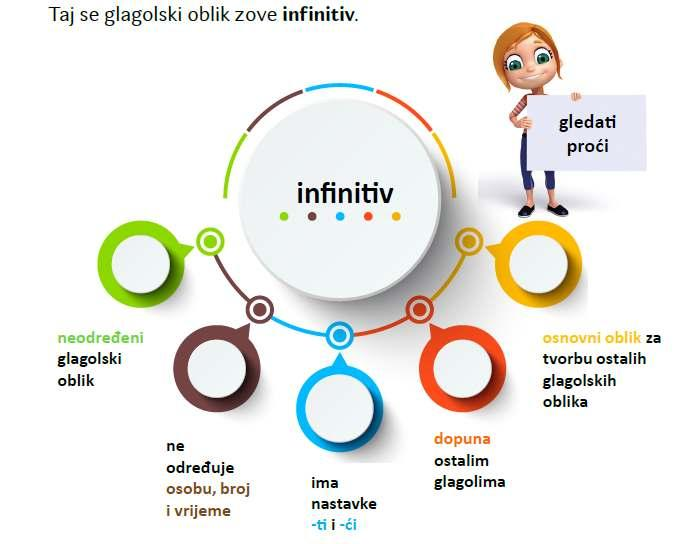 Taj se glagolski oblik zove infinitiv.
gledati
proći
infinitiv
neodređeni
glagolski
oblik
ne
određuje
osobu, broj
i vrijeme
ima
nastavke
-ti i -ći
dopuna
ostalim
glagolima
osnovni oblik za
tvorbu ostalih
glagolskih
oblika